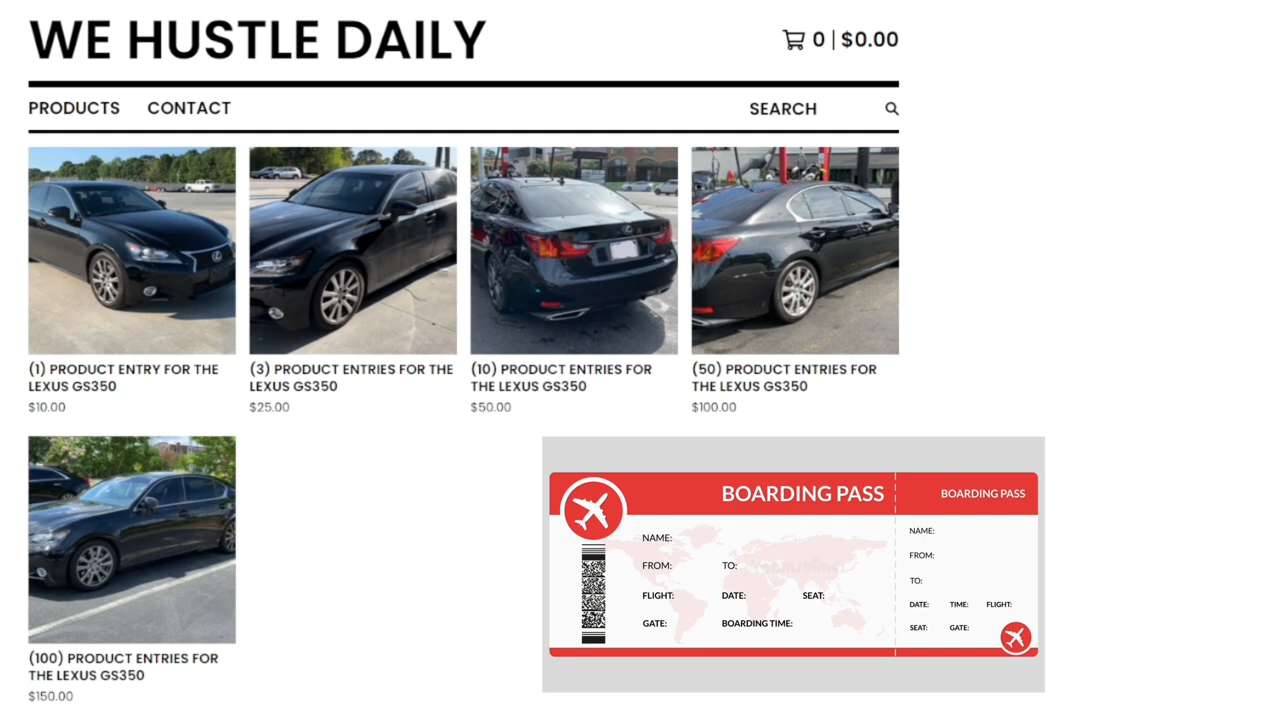 WE HUSTLE DAILY
0 | $0.00
PRODUCTS CONTACT
SEARCH
(1) PRODUCT ENTRY FOR THE
LEXUS GS350
$10.00
(3) PRODUCT ENTRIES FOR THE
LEXUS GS350
$25.00
(10) PRODUCT ENTRIES FOR
THE LEXUS GS350
$50.00
(50) PRODUCT ENTRIES FOR
THE LEXUS GS350
$100.00
(100) PRODUCT ENTRIES FOR
THE LEXUS GS350
$150.00
BOARDING PASS
NAME:
FROM: TO:
FLIGHT: DATE: SEAT:
GATE: BOARDING TIME:
BOARDING PASS
NAME:
FROM:
TO:
DATE: TIME: FLIGHT:
SEAT: GATE: